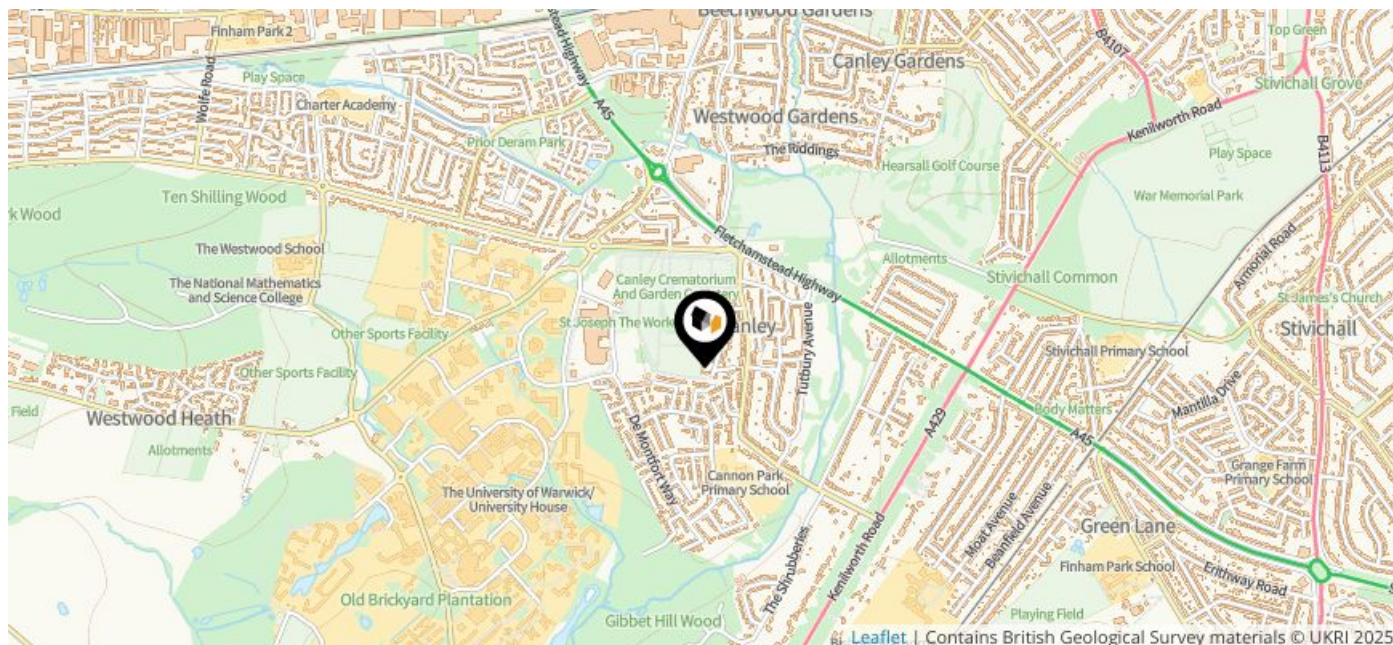 Beechwood Gardens
Finham Park 2
B4107
Top Green
Canley Gardens
Stivichall Grove
Play Space
Wolfe Road
Charter Academy
A45
Westwood Gardens
Kenilworth Road
Prior Deram Park
The Riddings
Hearsall Golf Course
Play Space
B4113
Ten Shilling Wood
War Memorial Park
Wood
The Westwood School
Fletchamstead Highway
Allotments
Armorial Road
The National Mathematics
and Science College
Canley Crematorium
And Garden Cemetery
Stivichall Common
St James's Church
Other Sports Facility
St Joseph The Worker
Canley
Tutbury Avenue
Stivichall
Stivichall Primary School
Other Sports Facility
Mantilla Drive
Field
Westwood Heath
De Montfort Way
A429
Body Matters
A45
Allotments
Cannon Park
Primary School
Grange Farm
Primary School
The University of Warwick/
University House
Moat Avenue
Beanfield Avenue
Green Lane
Kenilworth Road
The Shrubberies
Finham Park School
Erithway Road
Old Brickyard Plantation
Gibbet Hill Wood
Playing Field
Leaflet | Contains British Geological Survey materials © UKRI 2025